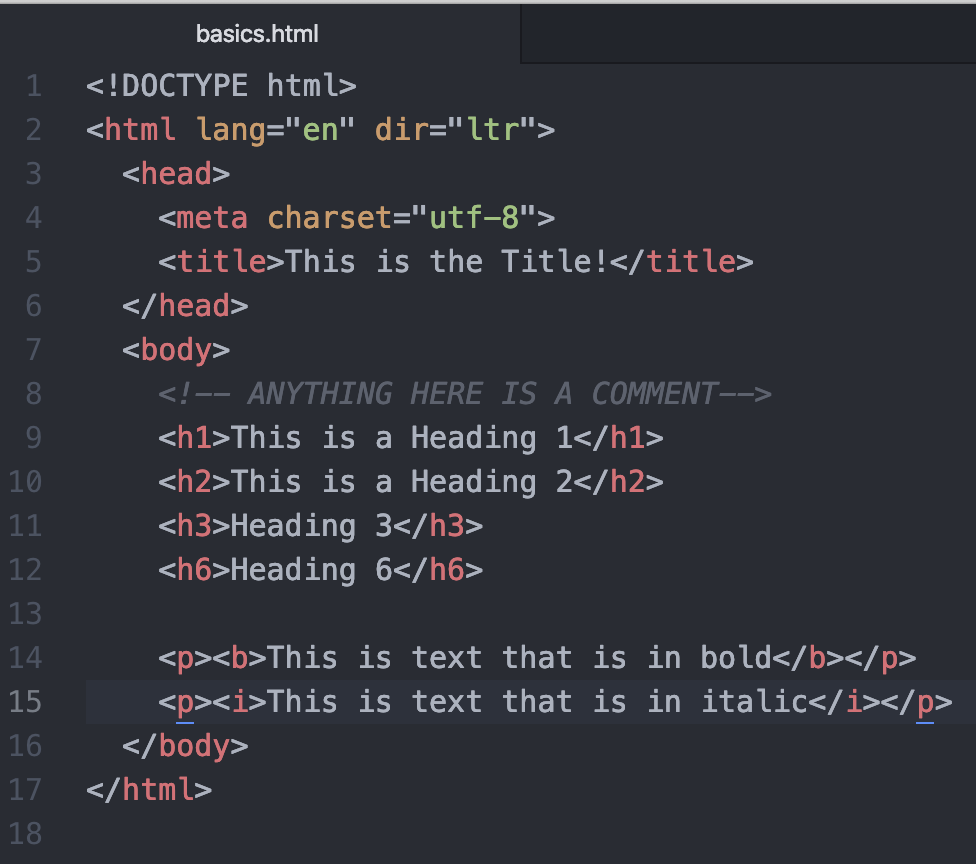 basics.html
1 <!DOCTYPE html>
2 <html lang="en" dir="ltr">
3   <head>
4     <meta charset="utf-8">
5     <title>This is the Title!</title>
6   </head>
7   <body>
8     <!-- ANYTHING HERE IS A COMMENT-->
9     <h1>This is a Heading 1</h1>
10     <h2>This is a Heading 2</h2>
11     <h3>Heading 3</h3>
12     <h6>Heading 6</h6>
13
14     <p><b>This is text that is in bold</b></p>
15     <p><i>This is text that is in italic</i></p>
16   </body>
17 </html>
18